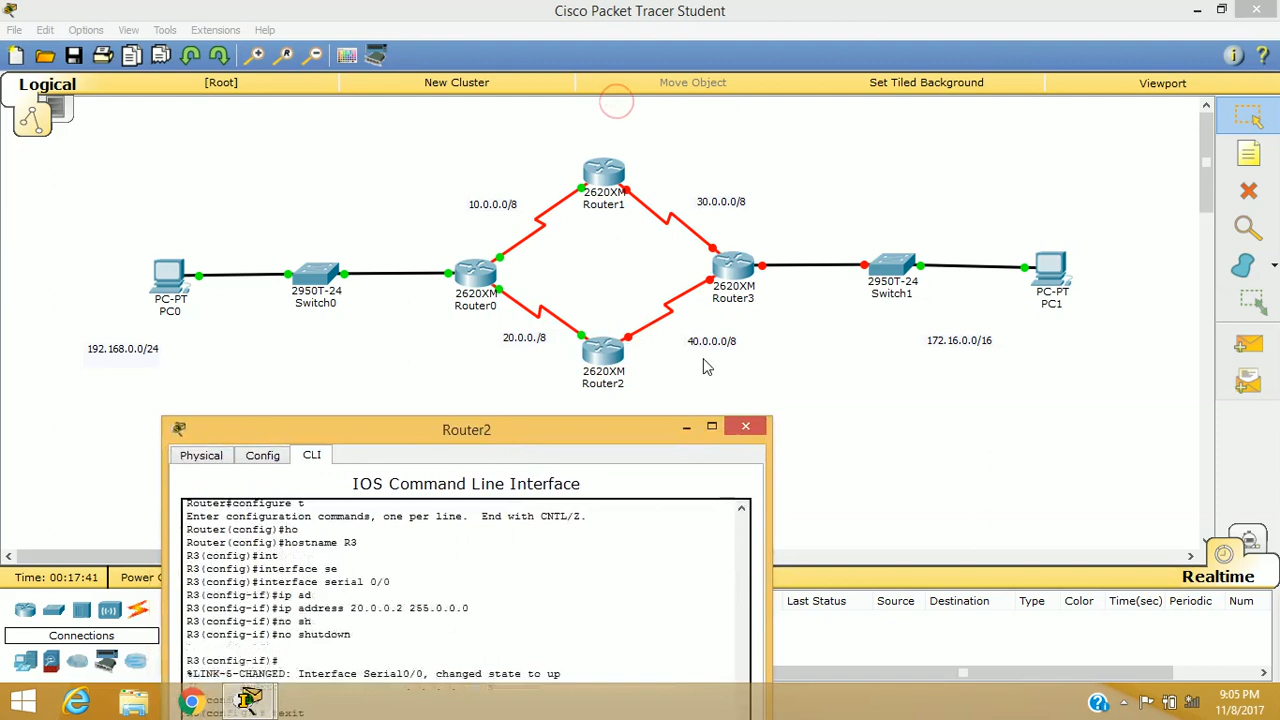 Cisco Packet Tracer Student
File Edit Options View Tools Extensions Help
Logical
[Root]
New Cluster
Move Object
Set Tiled Background
Viewport
2620XM
Router1
10.0.0.0/8
30.0.0.0/8
PC-PT
PC0
2950T-24
Switch0
2620XM
Router0
2620XM
Router3
2950T-24
Switch1
PC-PT
PC1
20.0.0./8
40.0.0.0/8
192.168.0.0/24
172.16.0.0/16
2620XM
Router2
Router2
Physical Config CLI
IOS Command Line Interface
Router#configure t
Enter configuration commands, one per line. End with CNTL/Z.
Router(config)#ho
Router(config)#hostname R3
R3(config)#int
R3(config)#interface se
R3(config)#interface serial 0/0
R3(config-if)#ip ad
R3(config-if)#ip address 20.0.0.2 255.0.0.0
R3(config-if)#no sh
R3(config-if)#no shutdown
R3(config-if)#
%LINK-5-CHANGED: Interface Serial0/0, changed state to up
exit
Time: 00:17:41
Power C
Realtime
Connections
Last Status Source Destination Type Color Time(sec) Periodic Num
9:05 PM
11/8/2017